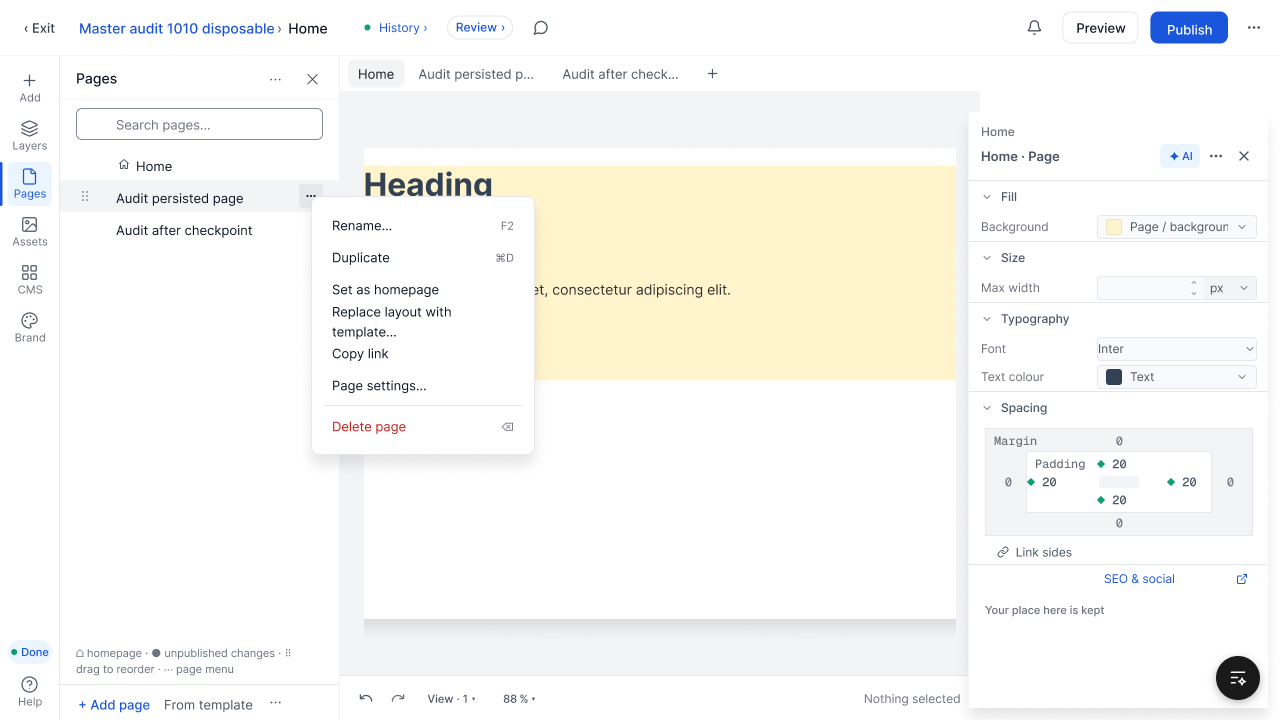 ‹ Exit
Master audit 1010 disposable › Home
History ›
Review ›
Preview
Publish
Add
Layers
Pages
Assets
CMS
Brand
Done
Help
Pages
Search pages...
Home
Audit persisted page
Audit after checkpoint
homepage · ● unpublished changes · ⠿
drag to reorder · ··· page menu
+ Add page
From template
Home
Audit persisted p...
Audit after check...
+
Heading
et, consectetur adipiscing elit.
Rename... F2
Duplicate ⌘D
Set as homepage
Replace layout with
template...
Copy link
Page settings...
Delete page ⌫
View · 1
88 %
Nothing selected
Home
Home · Page
AI
Fill
Background Page / backgroun
Size
Max width px
Typography
Font Inter
Text colour Text
Spacing
Margin 0
Padding 20
0 20 20 0
20
0
Link sides
SEO & social
Your place here is kept